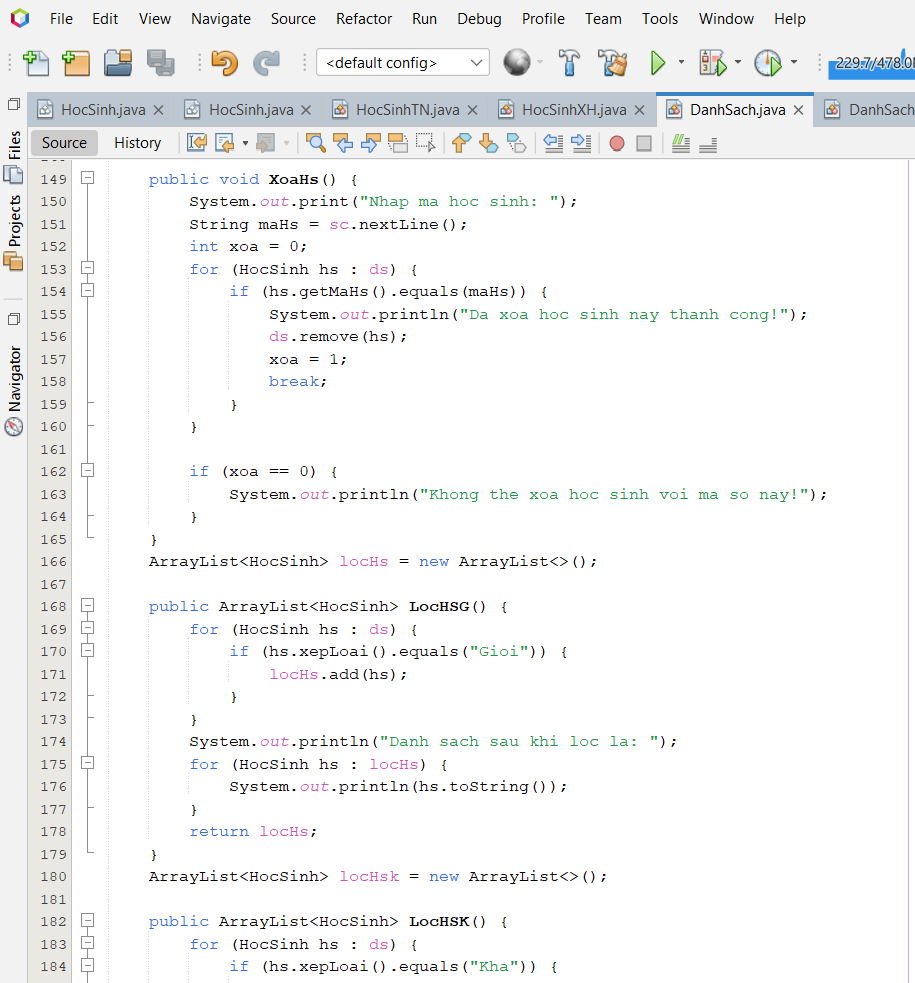 File Edit View Navigate Source Refactor Run Debug Profile Team Tools Window Help
<default config> 229.7/478.0
HocSinh.java HocSinh.java HocSinhTN.java HocSinhXH.java DanhSach.java DanhSach
Source History
Files
Projects
Navigator
149 public void XoaHs() {
150 System.out.print("Nhap ma hoc sinh: ");
151 String maHs = sc.nextLine();
152 int xoa = 0;
153 for (HocSinh hs : ds) {
154 if (hs.getMaHs().equals(maHs)) {
155 System.out.println("Da xoa hoc sinh nay thanh cong!");
156 ds.remove(hs);
157 xoa = 1;
158 break;
159 }
160 }
161
162 if (xoa == 0) {
163 System.out.println("Khong the xoa hoc sinh voi ma so nay!");
164 }
165 }
166 ArrayList<HocSinh> locHs = new ArrayList<>();
167
168 public ArrayList<HocSinh> LocHSG() {
169 for (HocSinh hs : ds) {
170 if (hs.xepLoai().equals("Gioi")) {
171 locHs.add(hs);
172 }
173 }
174 System.out.println("Danh sach sau khi loc la: ");
175 for (HocSinh hs : locHs) {
176 System.out.println(hs.toString());
177 }
178 return locHs;
179 }
180 ArrayList<HocSinh> locHsk = new ArrayList<>();
181
182 public ArrayList<HocSinh> LocHSK() {
183 for (HocSinh hs : ds) {
184 if (hs.xepLoai().equals("Kha")) {